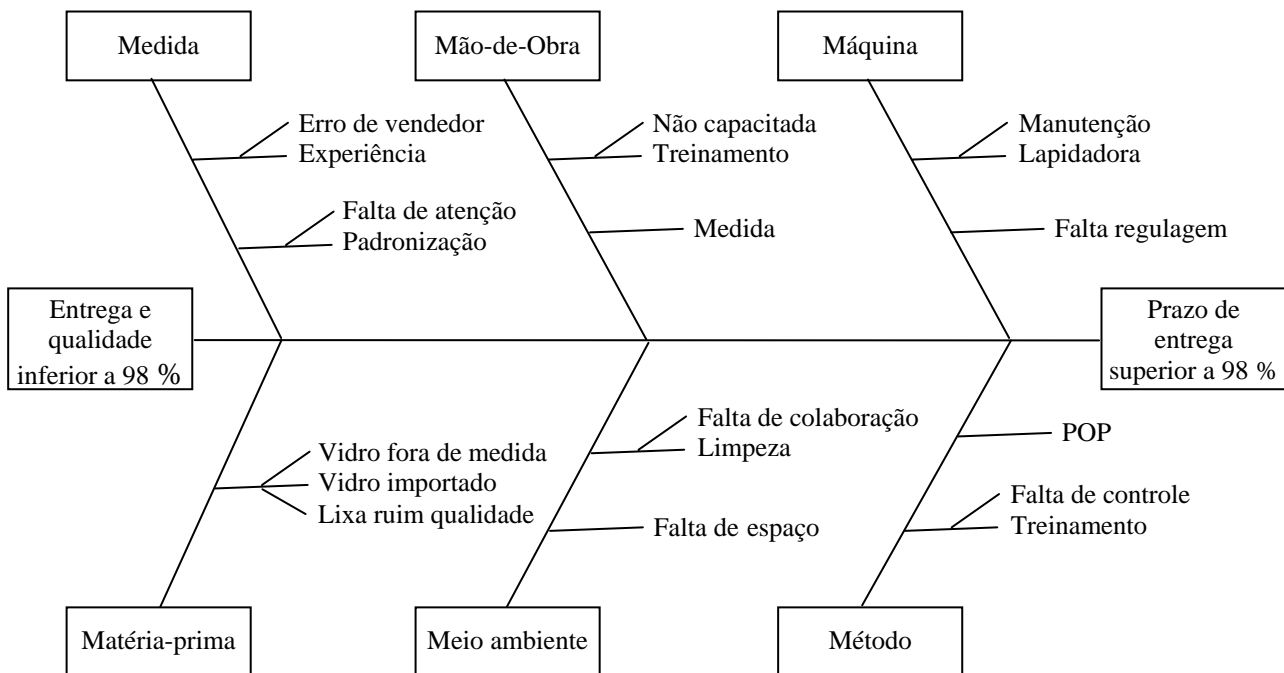 Medida
Mão-de-Obra
Máquina
Erro de vendedor
Experiência
Não capacitada
Treinamento
Manutenção
Lapidadora
Falta de atenção
Padronização
Medida
Falta regulagem
Entrega e
qualidade
inferior a 98 %
Prazo de
entrega
superior a 98 %
Vidro fora de medida
Vidro importado
Lixa ruim qualidade
Falta de colaboração
Limpeza
Falta de espaço
POP
Falta de controle
Treinamento
Matéria-prima
Meio ambiente
Método